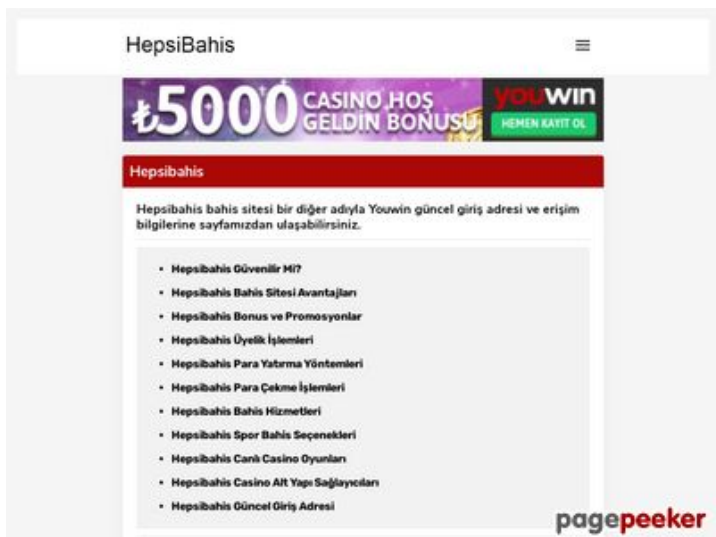 HepsiBahis
₺5000 CASINO HOŞ
GELDİN BONUSU
youwin
HEMEN KAYIT OL
Hepsibahis
Hepsibahis bahis sitesi bir diğer adıyla Youwin güncel giriş adresi ve erişim
bilgilerine sayfamızdan ulaşabilirsiniz.
• Hepsibahis Güvenilir Mi?
• Hepsibahis Bahis Sitesi Avantajları
• Hepsibahis Bonus ve Promosyonlar
• Hepsibahis Üyelik İşlemleri
• Hepsibahis Para Yatırma Yöntemleri
• Hepsibahis Para Çekme İşlemleri
• Hepsibahis Bahis Hizmetleri
• Hepsibahis Spor Bahis Seçenekleri
• Hepsibahis Canlı Casino Oyunları
• Hepsibahis Casino Alt Yapı Sağlayıcıları
• Hepsibahis Güncel Giriş Adresi
pagepeeker